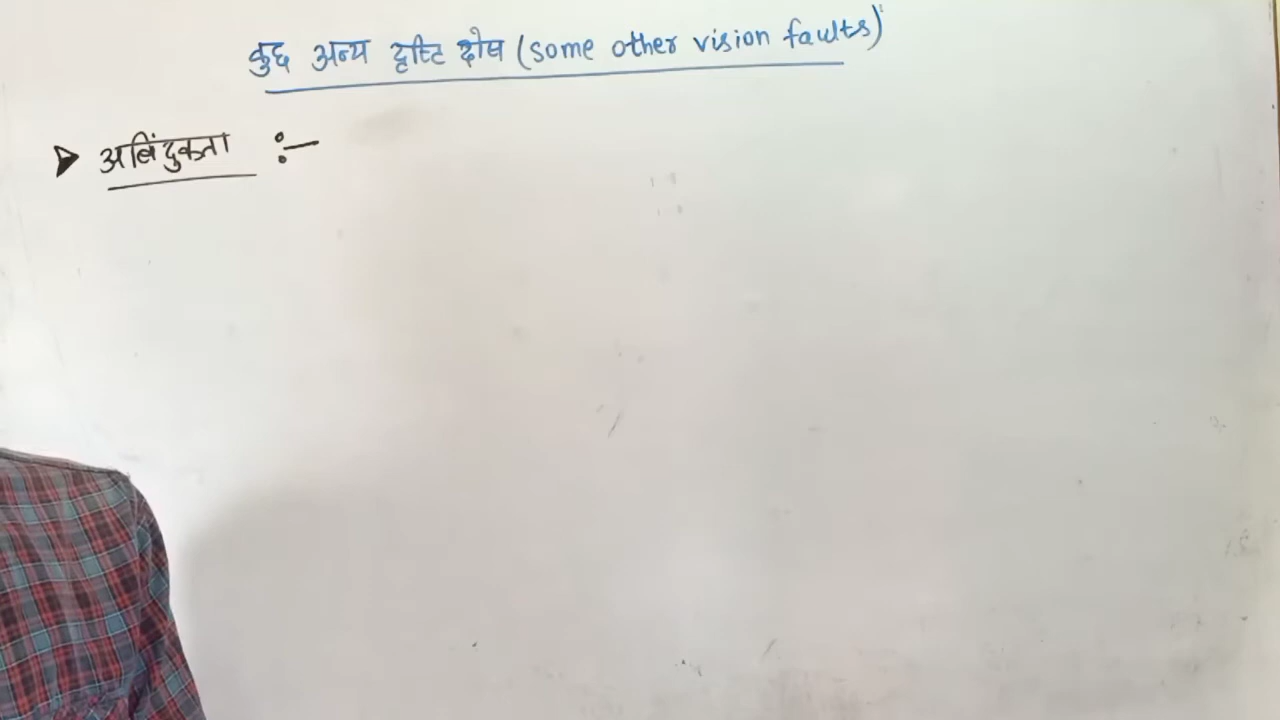 कुछ अन्य दृष्टि दोष (some other vision faults)
➤ अबिंदुकता :-